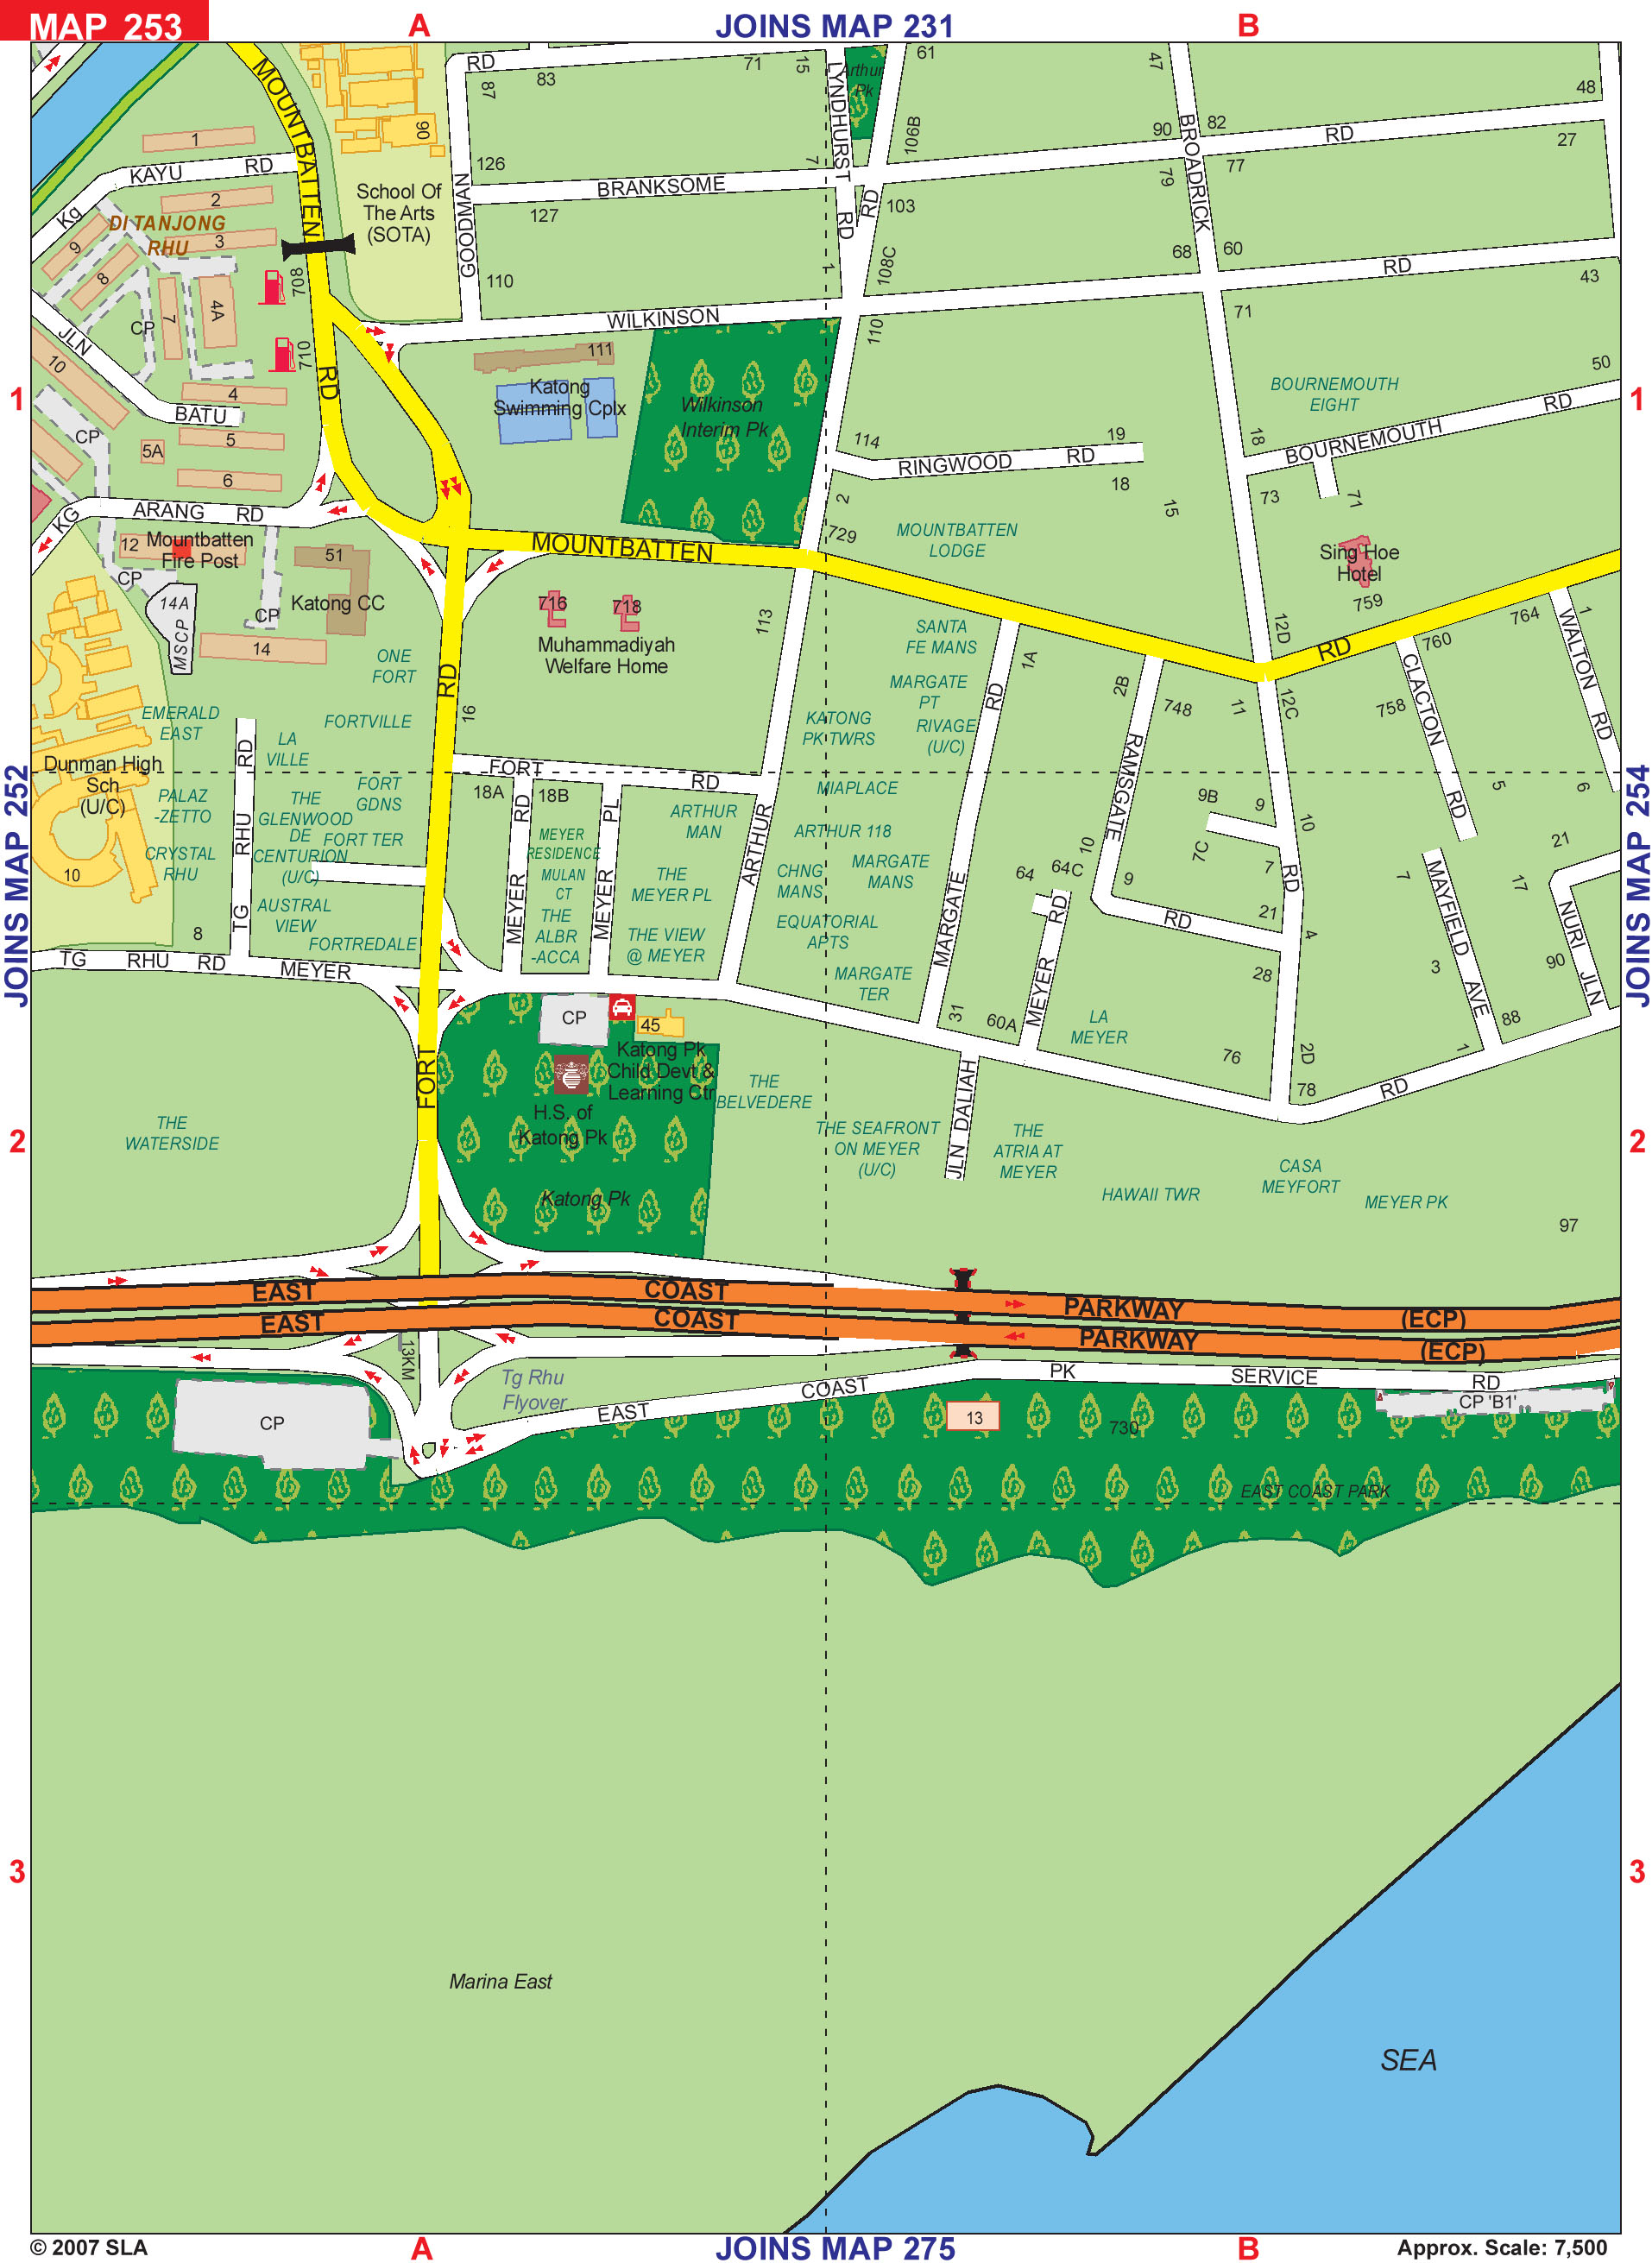 MAP 253
A
JOINS MAP 231
B
RD
83
71
15
61
47
48
87
LYNDHURST
Arthur
Pk
MOUNTBATTEN
90
106B
BROADRICK
90
82
RD
27
1
126
7
77
79
KAYU RD
Kg
School Of
The Arts
(SOTA)
GOODMAN
BRANKSOME
RD
RD
103
2
127
DI TANJONG
RHU
3
9
8
68
60
RD
43
708
110
1
108C
4A
7
CP
JLN
WILKINSON
110
71
710
111
10
RD
Katong
Swimming Cplx
Wilkinson
Interim Pk
BOURNEMOUTH
EIGHT
50
1
1
4
BATU
RD
CP
5
5A
114
19
18
BOURNEMOUTH
RINGWOOD RD
6
18
2
15
73
71
KG
ARANG RD
12
Mountbatten
Fire Post
51
MOUNTBATTEN
729
MOUNTBATTEN
LODGE
Sing Hoe
Hotel
759
CP
14A
MSCP
CP
Katong CC
716
718
Muhammadiyah
Welfare Home
113
12D
RD
764
1
14
SANTA
FE MANS
1A
760
WALTON
RD
ONE
FORT
RD
MARGATE
PT
RD
2B
CLACTON
RD
EMERALD
EAST
FORTVILLE
16
KATONG
PK TWRS
RIVAGE
(U/C)
748
11
12C
758
LA
VILLE
RD
Dunman High
Sch
(U/C)
FORT
RD
RAMSGATE
JOINS MAP 252
JOINS MAP 254
PALAZ
-ZETTO
THE
GLENWOOD
FORT
GDNS
18A
18B
RD
PL
MIAPLACE
9B
9
10
5
6
ARTHUR
MAN
DE
CENTURION
(U/C)
FORT TER
MEYER
RESIDENCE
ARTHUR
ARTHUR 118
7C
21
RHU
CRYSTAL
RHU
10
MULAN
CT
THE
MEYER PL
CHNG
MANS
MARGATE
MANS
64
64C
10
9
7
RD
7
17
MAYFIELD
AVE
NURI
JLN
AUSTRAL
VIEW
TG
8
MEYER
THE
ALBR
-ACCA
MEYER
THE VIEW
@ MEYER
EQUATORIAL
APTS
MARGATE
RD
RD
21
4
FORTREDALE
TG RHU RD
MEYER
MARGATE
TER
MEYER
28
3
90
CP
45
31
60A
LA
MEYER
88
Katong Pk
Child Devt &
Learning Ctr
FORT
76
2D
1
THE
BELVEDERE
JLN DALIAH
78
RD
H.S. of
Katong Pk
THE
WATERSIDE
THE SEAFRONT
ON MEYER
(U/C)
THE
ATRIA AT
MEYER
2
2
CASA
MEYFORT
Katong Pk
HAWAII TWR
MEYER PK
97
EAST COAST PARKWAY (ECP)
EAST COAST PARKWAY (ECP)
13KM
Tg Rhu
Flyover
EAST COAST PK SERVICE RD
CP 'B1'
CP
13
730
EAST COAST PARK
3
3
Marina East
SEA
© 2007 SLA
A
JOINS MAP 275
B
Approx. Scale: 7,500